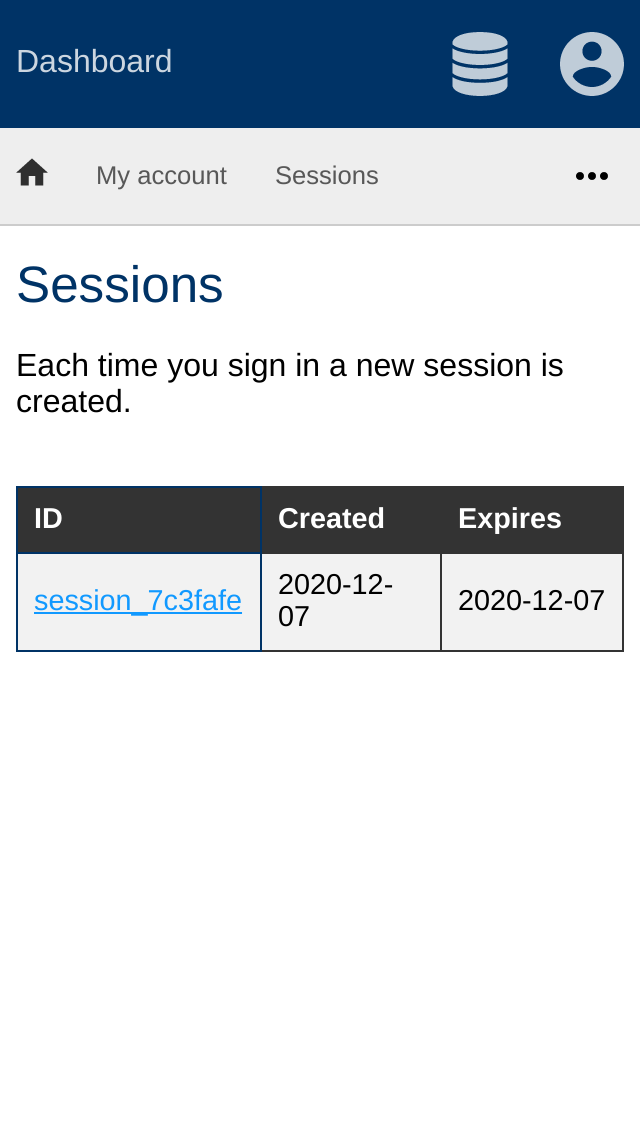 Dashboard
My account Sessions
Sessions
Each time you sign in a new session is
created.
ID Created Expires
session_7c3fafe 2020-12-
07 2020-12-07